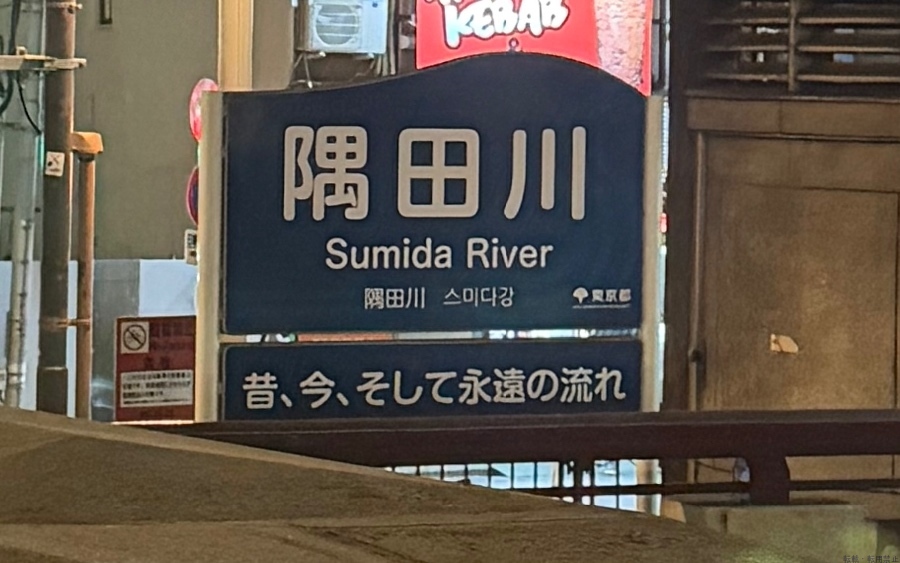 KEBAB
隅田川
Sumida River
隅田川 스미다강
東京都
昔、今、そして永遠の流れ